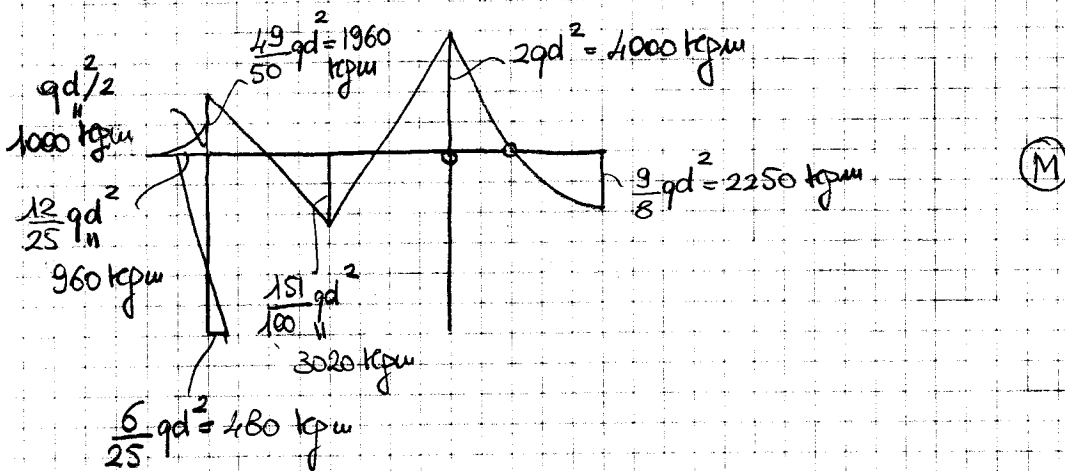 49/50 qd² = 1960 kgm
2qd² = 4000 kgm
qd²/2 = 1000 kgm
M
9/8 qd² = 2250 kgm
12/25 qd² = 960 kgm
151/100 qd² = 3020 kgm
6/25 qd² = 480 kgm